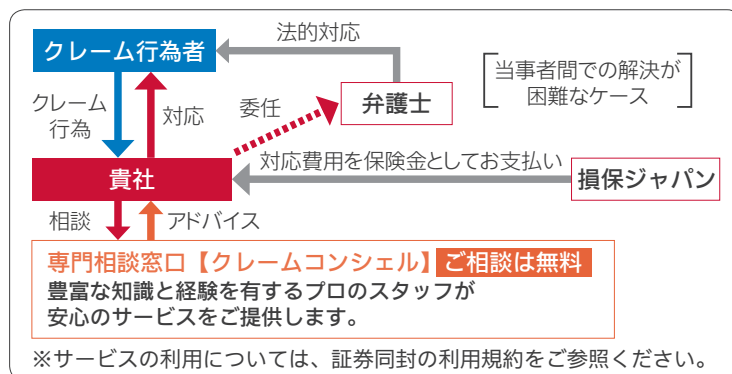 法的対応
クレーム行為者
当事者間での解決が
困難なケース
クレーム
行為
対応
委任
弁護士
対応費用を保険金としてお支払い
貴社
損保ジャパン
相談
アドバイス
専門相談窓口【クレームコンシェル】 ご相談は無料
豊富な知識と経験を有するプロのスタッフが
安心のサービスをご提供します。
※サービスの利用については、証券同封の利用規約をご参照ください。